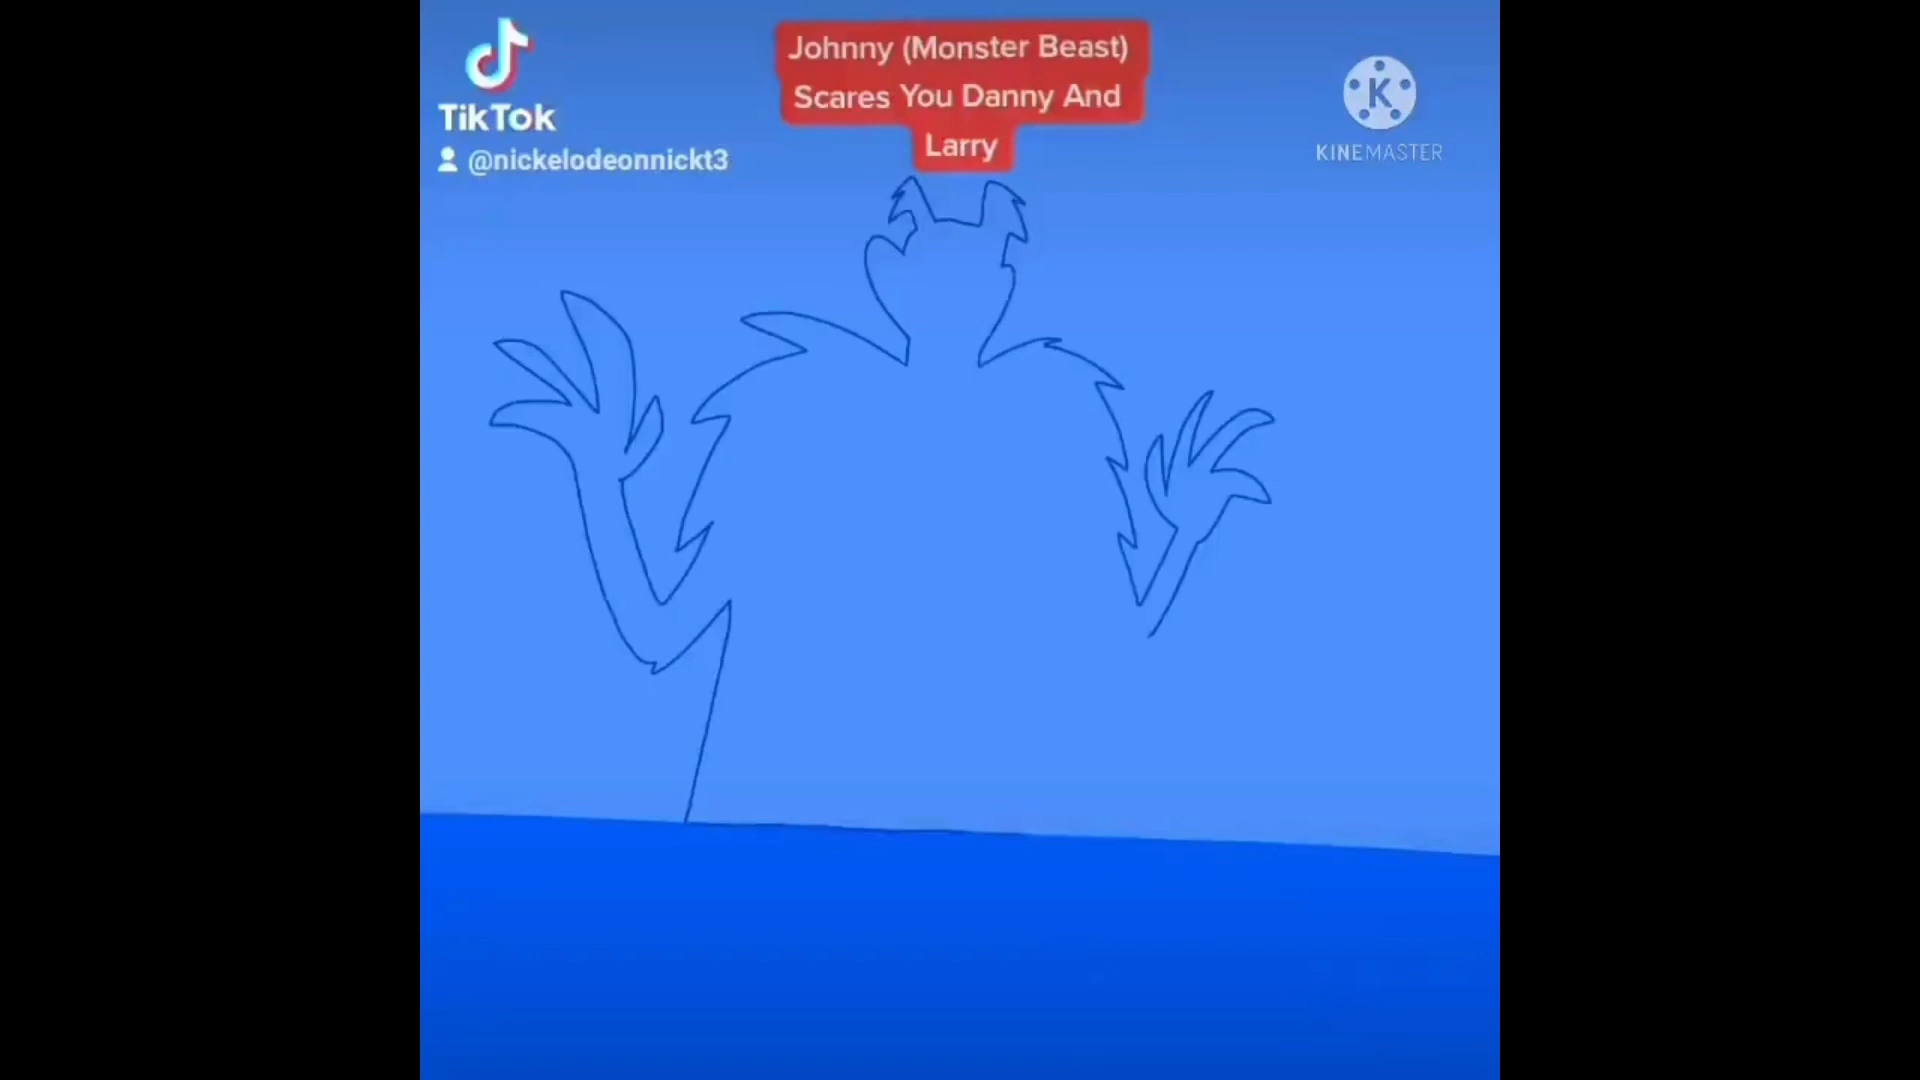 TikTok
@nickelodeonnickt3
Johnny (Monster Beast)
Scares You Danny And
Larry
K
KINEMASTER